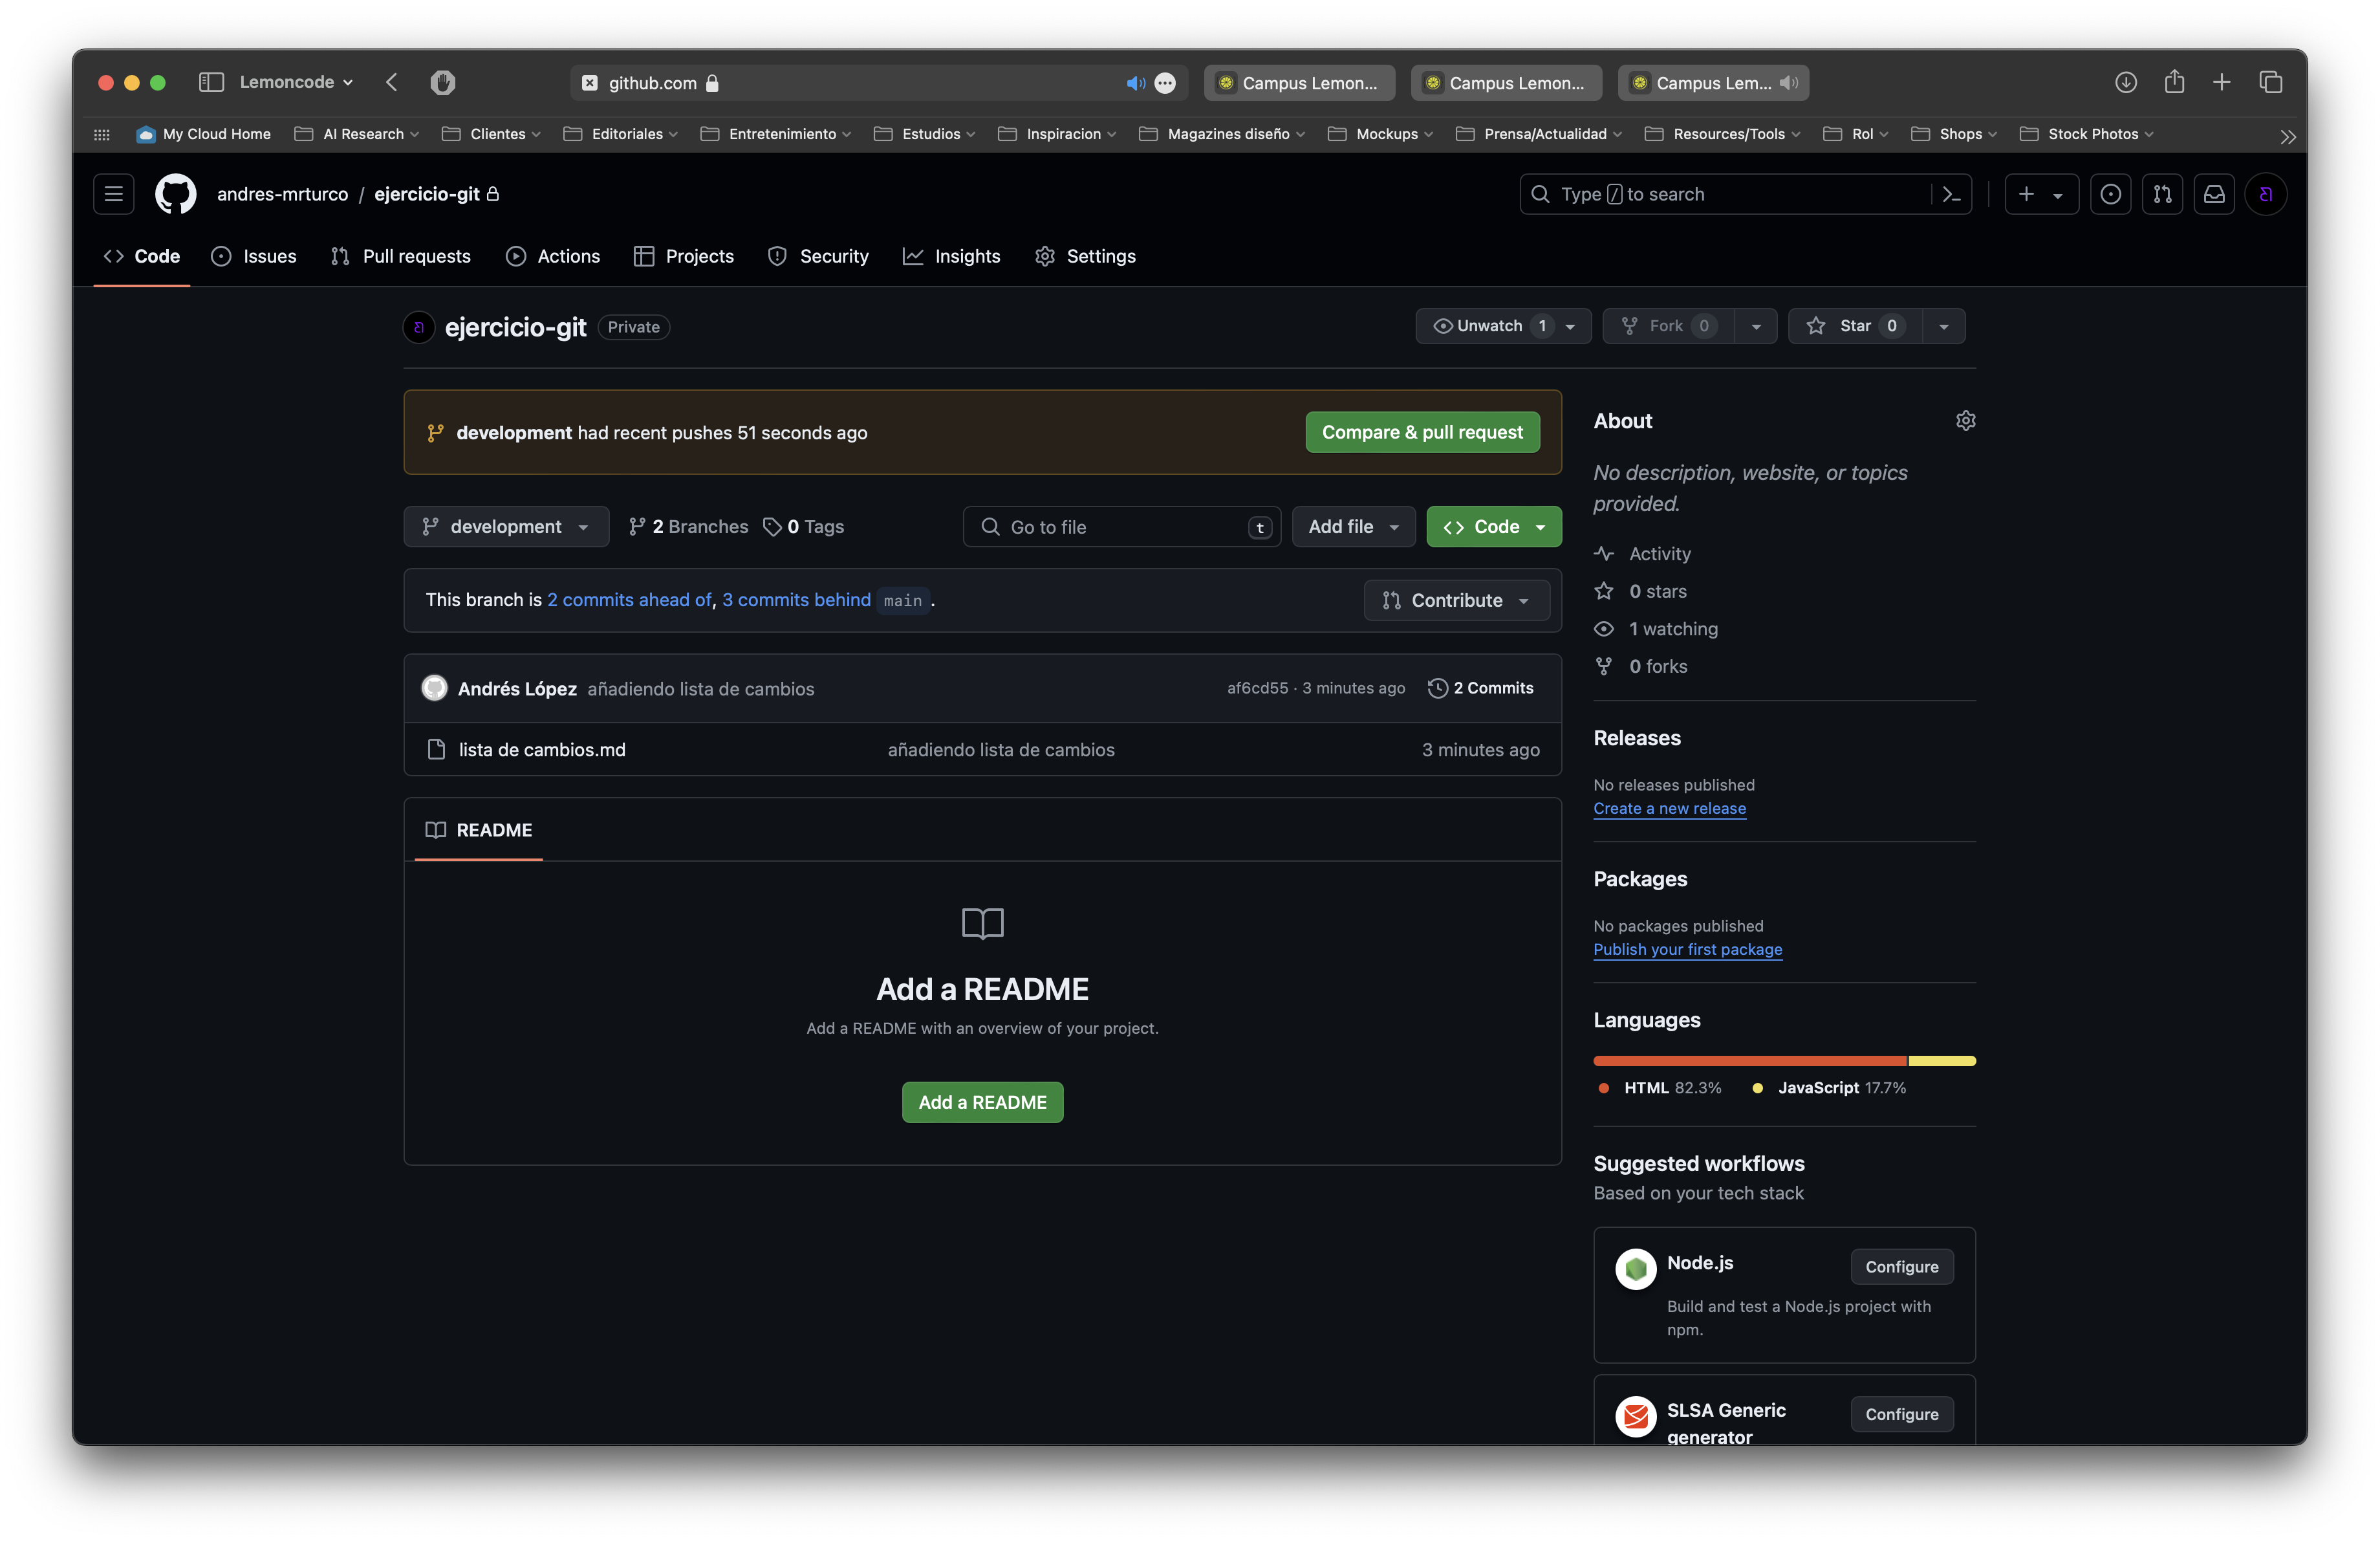 Lemoncode
github.com
Campus Lemon...
Campus Lemon...
Campus Lem...
My Cloud Home
AI Research
Clientes
Editoriales
Entretenimiento
Estudios
Inspiracion
Magazines diseño
Mockups
Prensa/Actualidad
Resources/Tools
Rol
Shops
Stock Photos
andres-mrturco / ejercicio-git
Type / to search
Code
Issues
Pull requests
Actions
Projects
Security
Insights
Settings
ejercicio-git Private
Unwatch 1
Fork 0
Star 0
development had recent pushes 51 seconds ago
Compare & pull request
development
2 Branches
0 Tags
Go to file t
Add file
Code
This branch is 2 commits ahead of, 3 commits behind main .
Contribute
Andrés López añadiendo lista de cambios
af6cd55 · 3 minutes ago
2 Commits
lista de cambios.md
añadiendo lista de cambios
3 minutes ago
README
Add a README
Add a README with an overview of your project.
Add a README
About
No description, website, or topics
provided.
Activity
0 stars
1 watching
0 forks
Releases
No releases published
Create a new release
Packages
No packages published
Publish your first package
Languages
HTML 82.3%
JavaScript 17.7%
Suggested workflows
Based on your tech stack
Node.js
Configure
Build and test a Node.js project with
npm.
SLSA Generic
generator
Configure